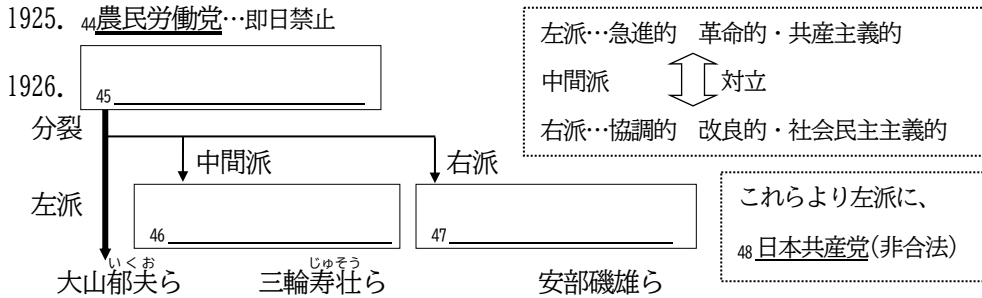 1925. 44農民労働党…即日禁止
1926. 45
分裂
中間派
右派
左派
46
47
いくお
大山郁夫ら
じゅそう
三輪寿壮ら
安部磯雄ら
左派…急進的 革命的・共産主義的
中間派 対立
右派…協調的 改良的・社会民主主義的
これらより左派に、
48 日本共産党(非合法)